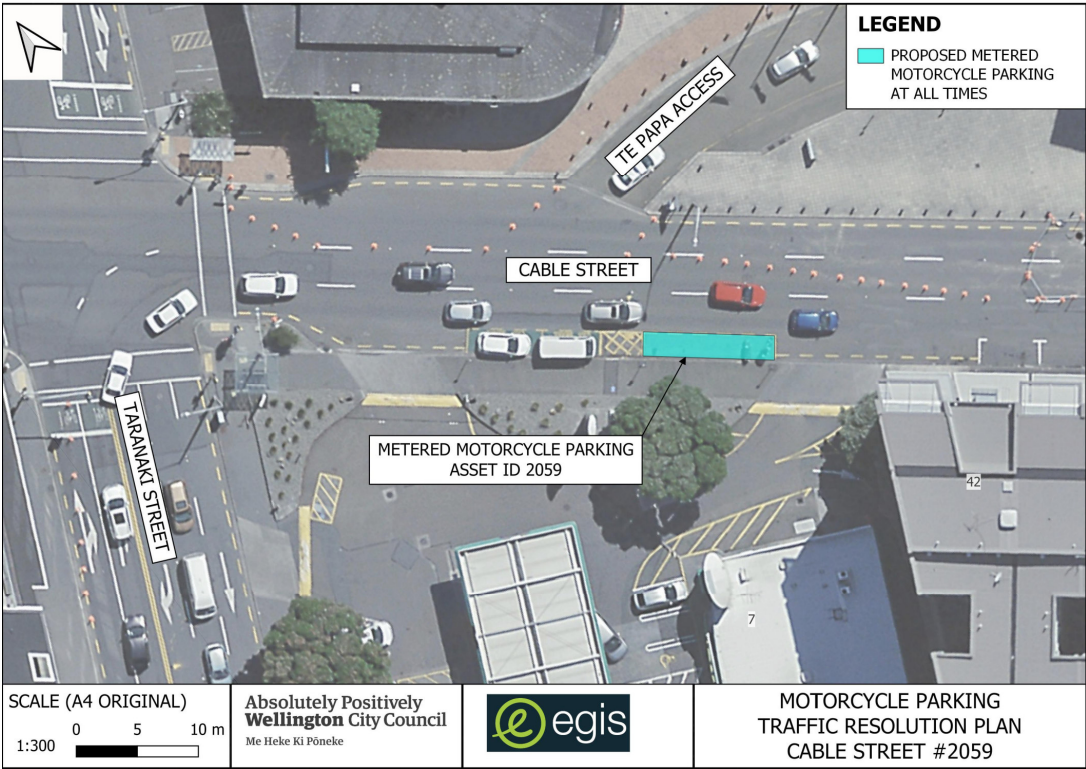 LEGEND
PROPOSED METERED
MOTORCYCLE PARKING
AT ALL TIMES
TE PAPA ACCESS
CABLE STREET
METERED MOTORCYCLE PARKING
ASSET ID 2059
TARANAKI STREET
42
7
SCALE (A4 ORIGINAL)
0 5 10 m
1:300
Absolutely Positively
Wellington City Council
Me Heke Ki Pōneke
egis
MOTORCYCLE PARKING
TRAFFIC RESOLUTION PLAN
CABLE STREET #2059